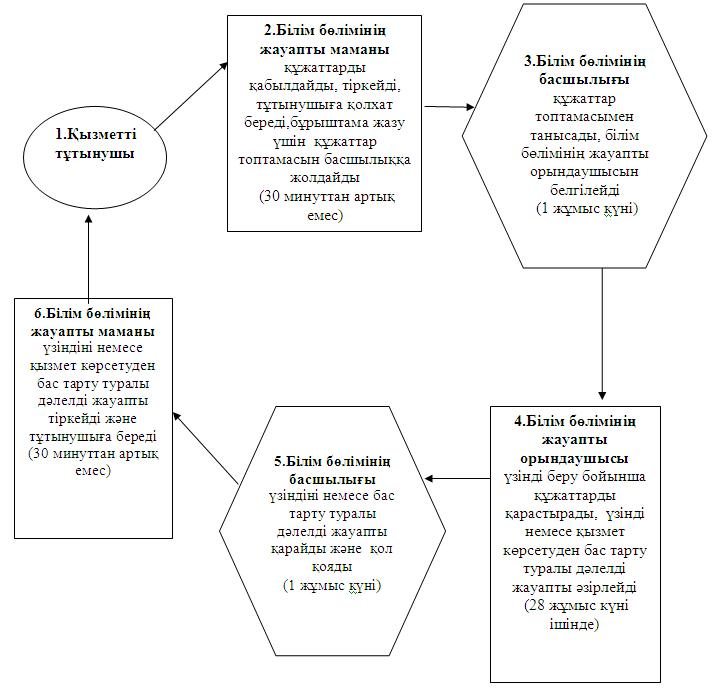 1.Қызметті
тұтынушы
2.Білім бөлімінің
жауапты маманы
құжаттарды
қабылдайды, тіркейді,
тұтынушыға қолхат
береді,бұрыштама жазу
үшін құжаттар
топтамасын басшылыққа
жолдайды
(30 минуттан артық
емес)
3.Білім бөлімінің
басшылығы
құжаттар
топтамасымен
танысады, білім
бөлімінің жауапты
орындаушысын
белгілейді
(1 жұмыс күні)
4.Білім бөлімінің
жауапты
орындаушысы
үзінді беру бойынша
құжаттарды
қарастырады, үзінді
немесе қызмет
көрсетуден бас тарту
туралы дәлелді
жауапты әзірлейді
(28 жұмыс күні
ішінде)
5.Білім бөлімінің
басшылығы
үзіндіні немесе бас
тарту туралы
дәлелді жауапты
қарайды және қол
қояды
(1 жұмыс күні)
6.Білім бөлімінің
жауапты маманы
үзіндіні немесе
қызмет көрсетуден
бас тарту туралы
дәлелді жауапты
тіркейді және
тұтынушыға береді
(30 минуттан артық
емес)